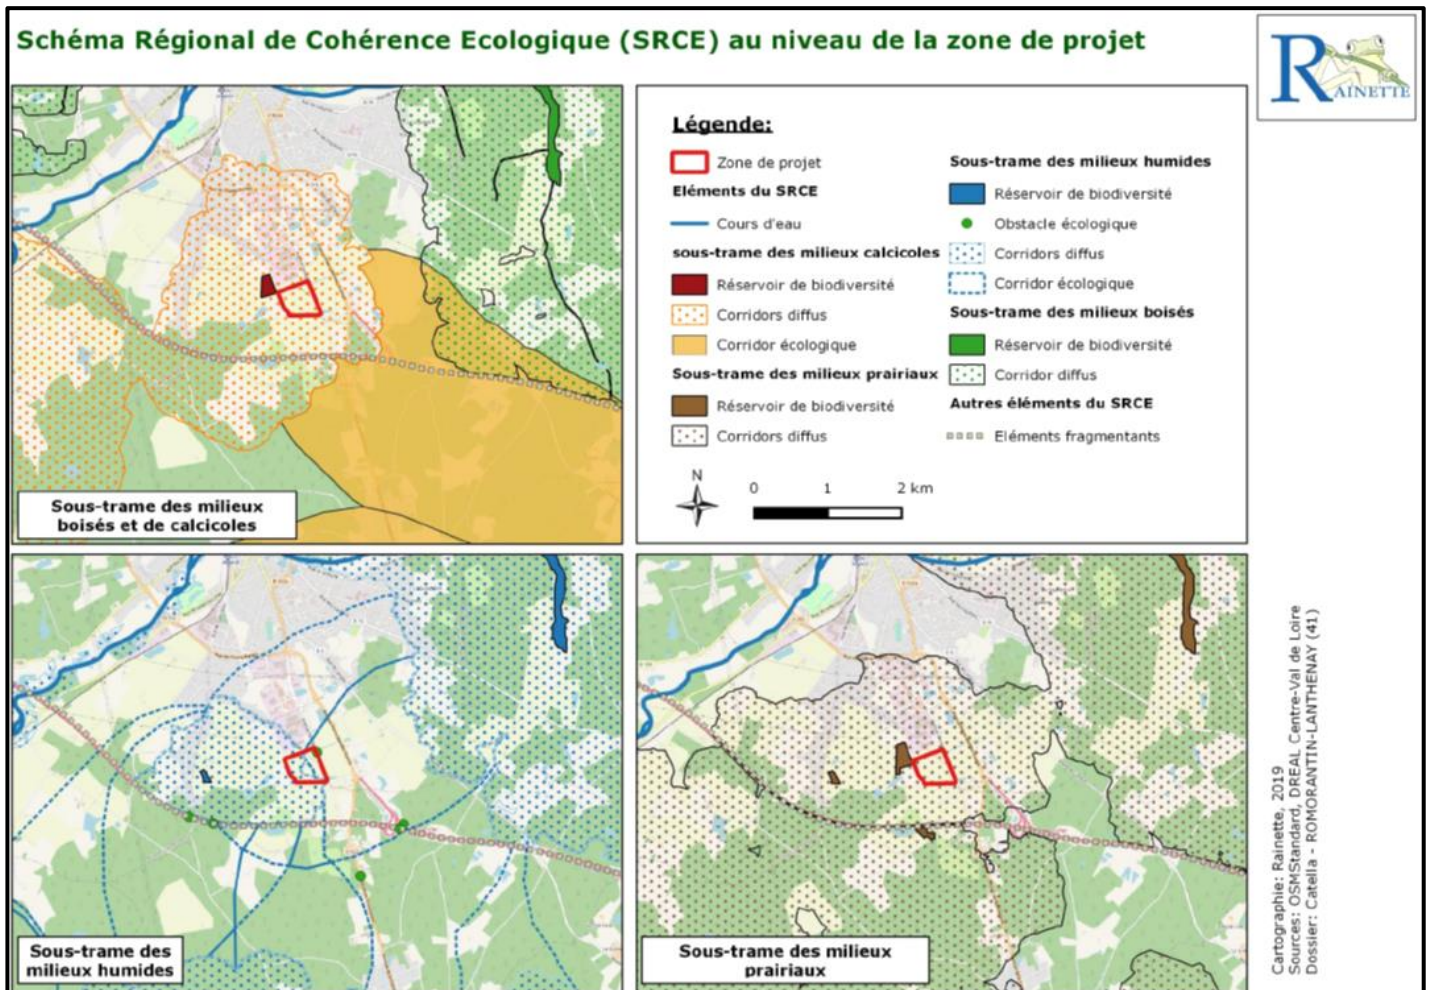 Schéma Régional de Cohérence Ecologique (SRCE) au niveau de la zone de projet
RAINETTE
Sous-trame des milieux
boisés et de calcicoles
Légende:
Zone de projet
Eléments du SRCE
Cours d'eau
sous-trame des milieux calcicoles
Réservoir de biodiversité
Corridors diffus
Corridor écologique
Sous-trame des milieux prairiaux
Réservoir de biodiversité
Corridors diffus
Sous-trame des milieux humides
Réservoir de biodiversité
Obstacle écologique
Corridors diffus
Corridor écologique
Sous-trame des milieux boisés
Réservoir de biodiversité
Corridor diffus
Autres éléments du SRCE
Eléments fragmentants
N
0 1 2 km
Sous-trame des
milieux humides
Sous-trame des milieux
prairiaux
Cartographie: Rainette, 2019
Sources: OSMStandard, DREAL Centre-Val de Loire
Dossier: Catella - ROMORANTIN-LANTHENAY (41)